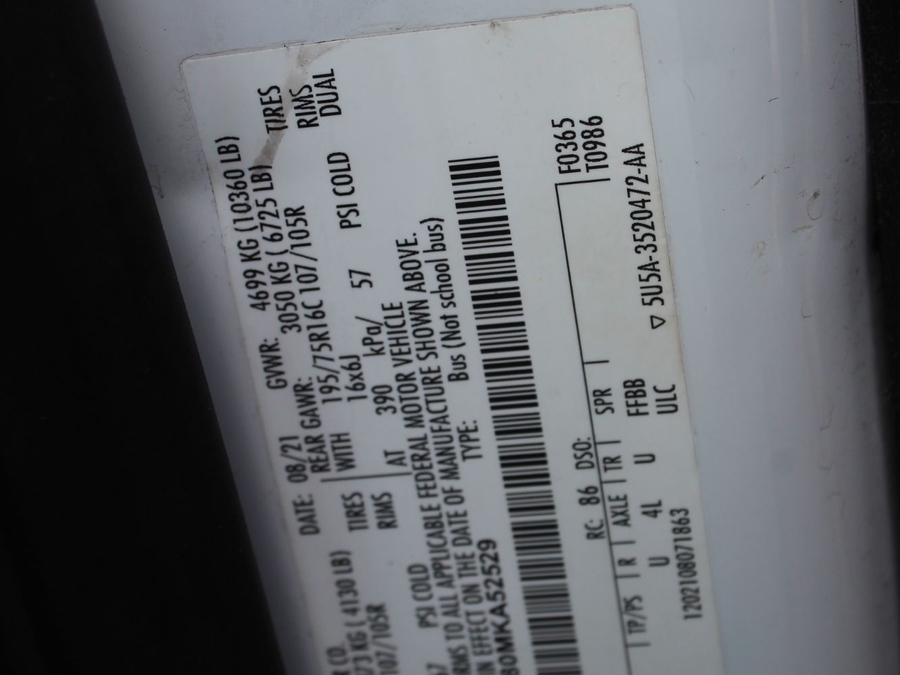 R CO. DATE: 08/21 GVWR: 4699 KG (10360 LB)
73 KG ( 4130 LB) REAR GAWR: 3050 KG ( 6725 LB)
107/105R TIRES WITH 195/75R16C 107/105R TIRES
RIMS 16x6J RIMS
PSI COLD AT 390 kPa/ 57 PSI COLD DUAL
RMS TO ALL APPLICABLE FEDERAL MOTOR VEHICLE
IN EFFECT ON THE DATE OF MANUFACTURE SHOWN ABOVE.
80MKA52529 TYPE: Bus (Not school bus)
RC: 86 DSO: F0365
TP/PS R AXLE TR SPR T0986
U 4L U FFBB
1202108071863 ULC ▽ 5U5A-3520472-AA